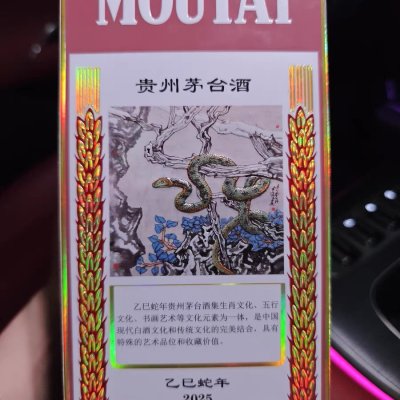 MOUTAI
贵州茅台酒
乙巳蛇年贵州茅台酒集生肖文化、五行
文化、书画艺术等文化元素为一体，是中国
现代白酒文化和传统文化的完美结合，具有
特殊的艺术品位和收藏价值。
乙巳蛇年
2025